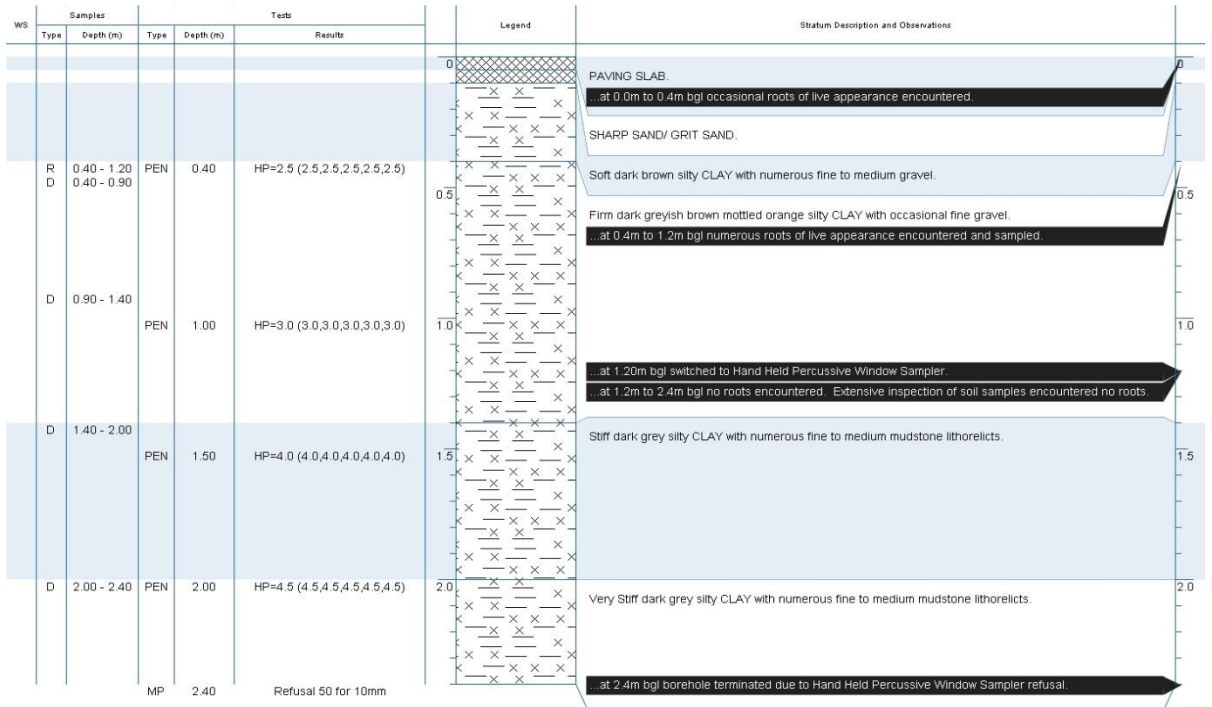 WS
Samples
Tests
Legend
Stratum Description and Observations
Type
Depth (m)
Type
Depth (m)
Results
0
0
PAVING SLAB.
...at 0.0m to 0.4m bgl occasional roots of live appearance encountered.
SHARP SAND/ GRIT SAND.
R 0.40 - 1.20 PEN 0.40 HP=2.5 (2.5,2.5,2.5,2.5,2.5)
Soft dark brown silty CLAY with numerous fine to medium gravel.
D 0.40 - 0.90
0.5
0.5
Firm dark greyish brown mottled orange silty CLAY with occasional fine gravel.
...at 0.4m to 1.2m bgl numerous roots of live appearance encountered and sampled.
D 0.90 - 1.40
PEN 1.00 HP=3.0 (3.0,3.0,3.0,3.0,3.0)
1.0
1.0
...at 1.20m bgl switched to Hand Held Percussive Window Sampler.
...at 1.2m to 2.4m bgl no roots encountered. Extensive inspection of soil samples encountered no roots.
D 1.40 - 2.00
Stiff dark grey silty CLAY with numerous fine to medium mudstone lithorelicts.
PEN 1.50 HP=4.0 (4.0,4.0,4.0,4.0,4.0)
1.5
1.5
D 2.00 - 2.40 PEN 2.00 HP=4.5 (4.5,4.5,4.5,4.5,4.5)
2.0
2.0
Very Stiff dark grey silty CLAY with numerous fine to medium mudstone lithorelicts.
MP 2.40 Refusal 50 for 10mm
...at 2.4m bgl borehole terminated due to Hand Held Percussive Window Sampler refusal.